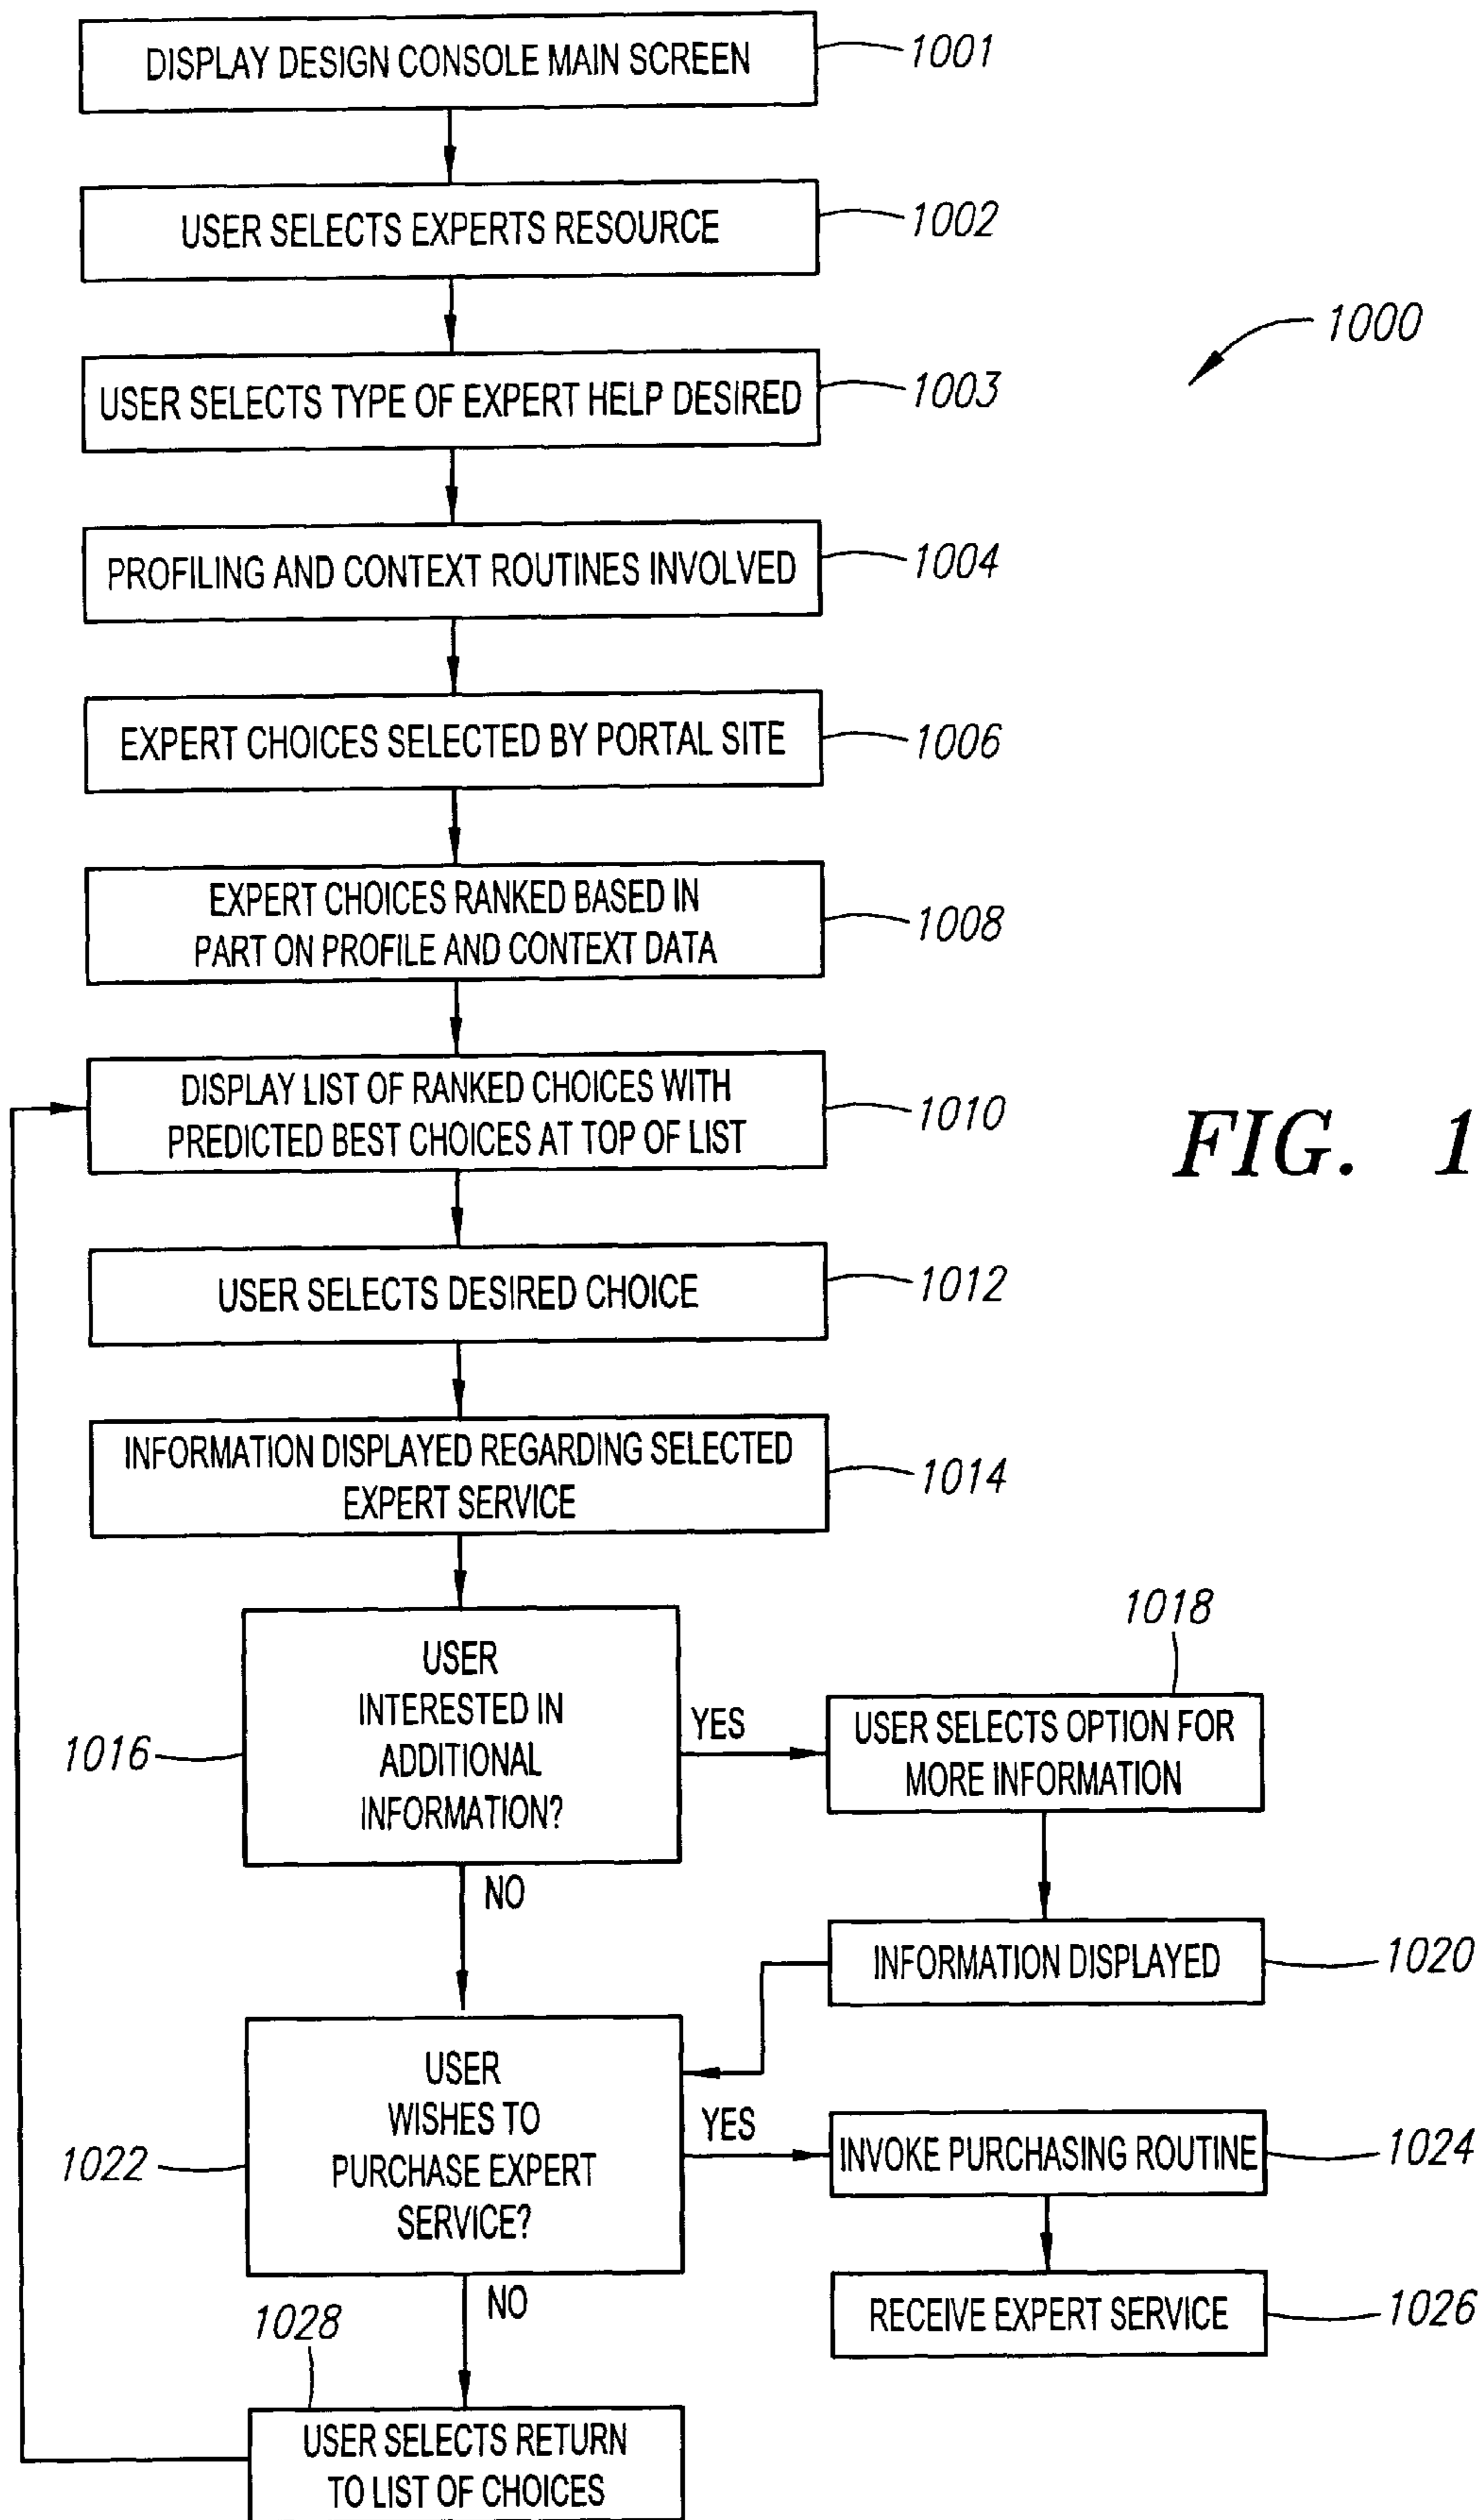 DISPLAY DESIGN CONSOLE MAIN SCREEN
1001
USER SELECTS EXPERTS RESOURCE
1002
1000
USER SELECTS TYPE OF EXPERT HELP DESIRED
1003
PROFILING AND CONTEXT ROUTINES INVOLVED
1004
EXPERT CHOICES SELECTED BY PORTAL SITE
1006
EXPERT CHOICES RANKED BASED IN
PART ON PROFILE AND CONTEXT DATA
1008
DISPLAY LIST OF RANKED CHOICES WITH
PREDICTED BEST CHOICES AT TOP OF LIST
1010
FIG. 1
USER SELECTS DESIRED CHOICE
1012
INFORMATION DISPLAYED REGARDING SELECTED
EXPERT SERVICE
1014
USER
INTERESTED IN
ADDITIONAL
INFORMATION?
1016
YES
NO
1018
USER SELECTS OPTION FOR
MORE INFORMATION
INFORMATION DISPLAYED
1020
USER
WISHES TO
PURCHASE EXPERT
SERVICE?
1022
YES
NO
INVOKE PURCHASING ROUTINE
1024
RECEIVE EXPERT SERVICE
1026
1028
USER SELECTS RETURN
TO LIST OF CHOICES